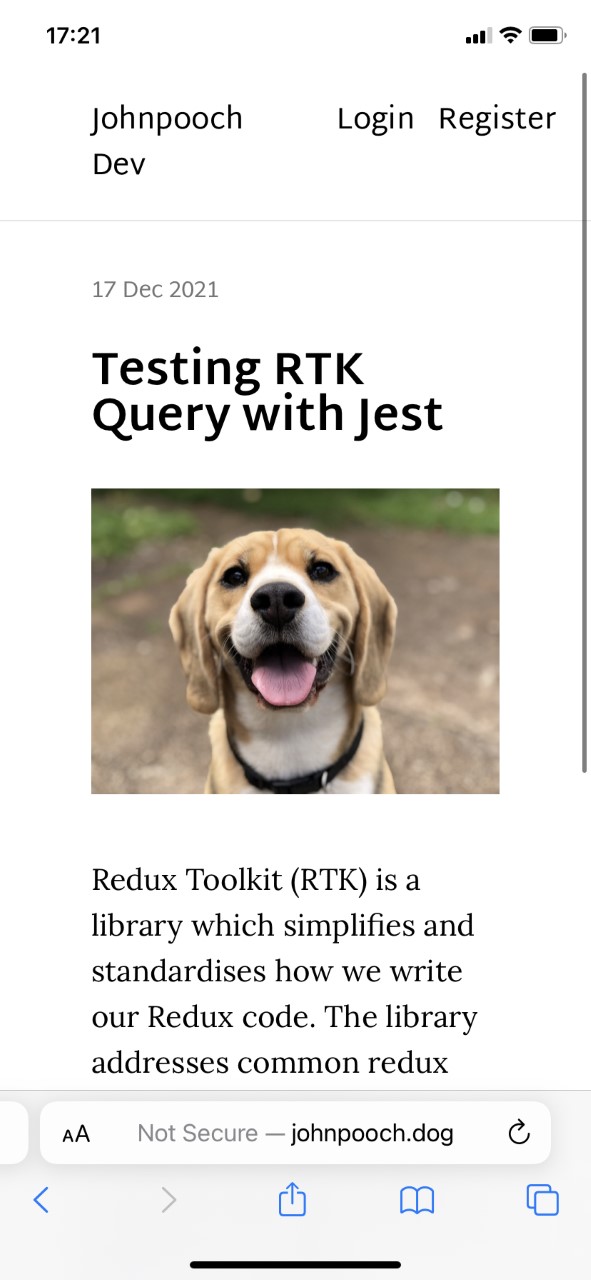 17:21
Johnpooch Login Register
Dev
17 Dec 2021
Testing RTK
Query with Jest
Redux Toolkit (RTK) is a
library which simplifies and
standardises how we write
our Redux code. The library
addresses common redux
AA Not Secure — johnpooch.dog